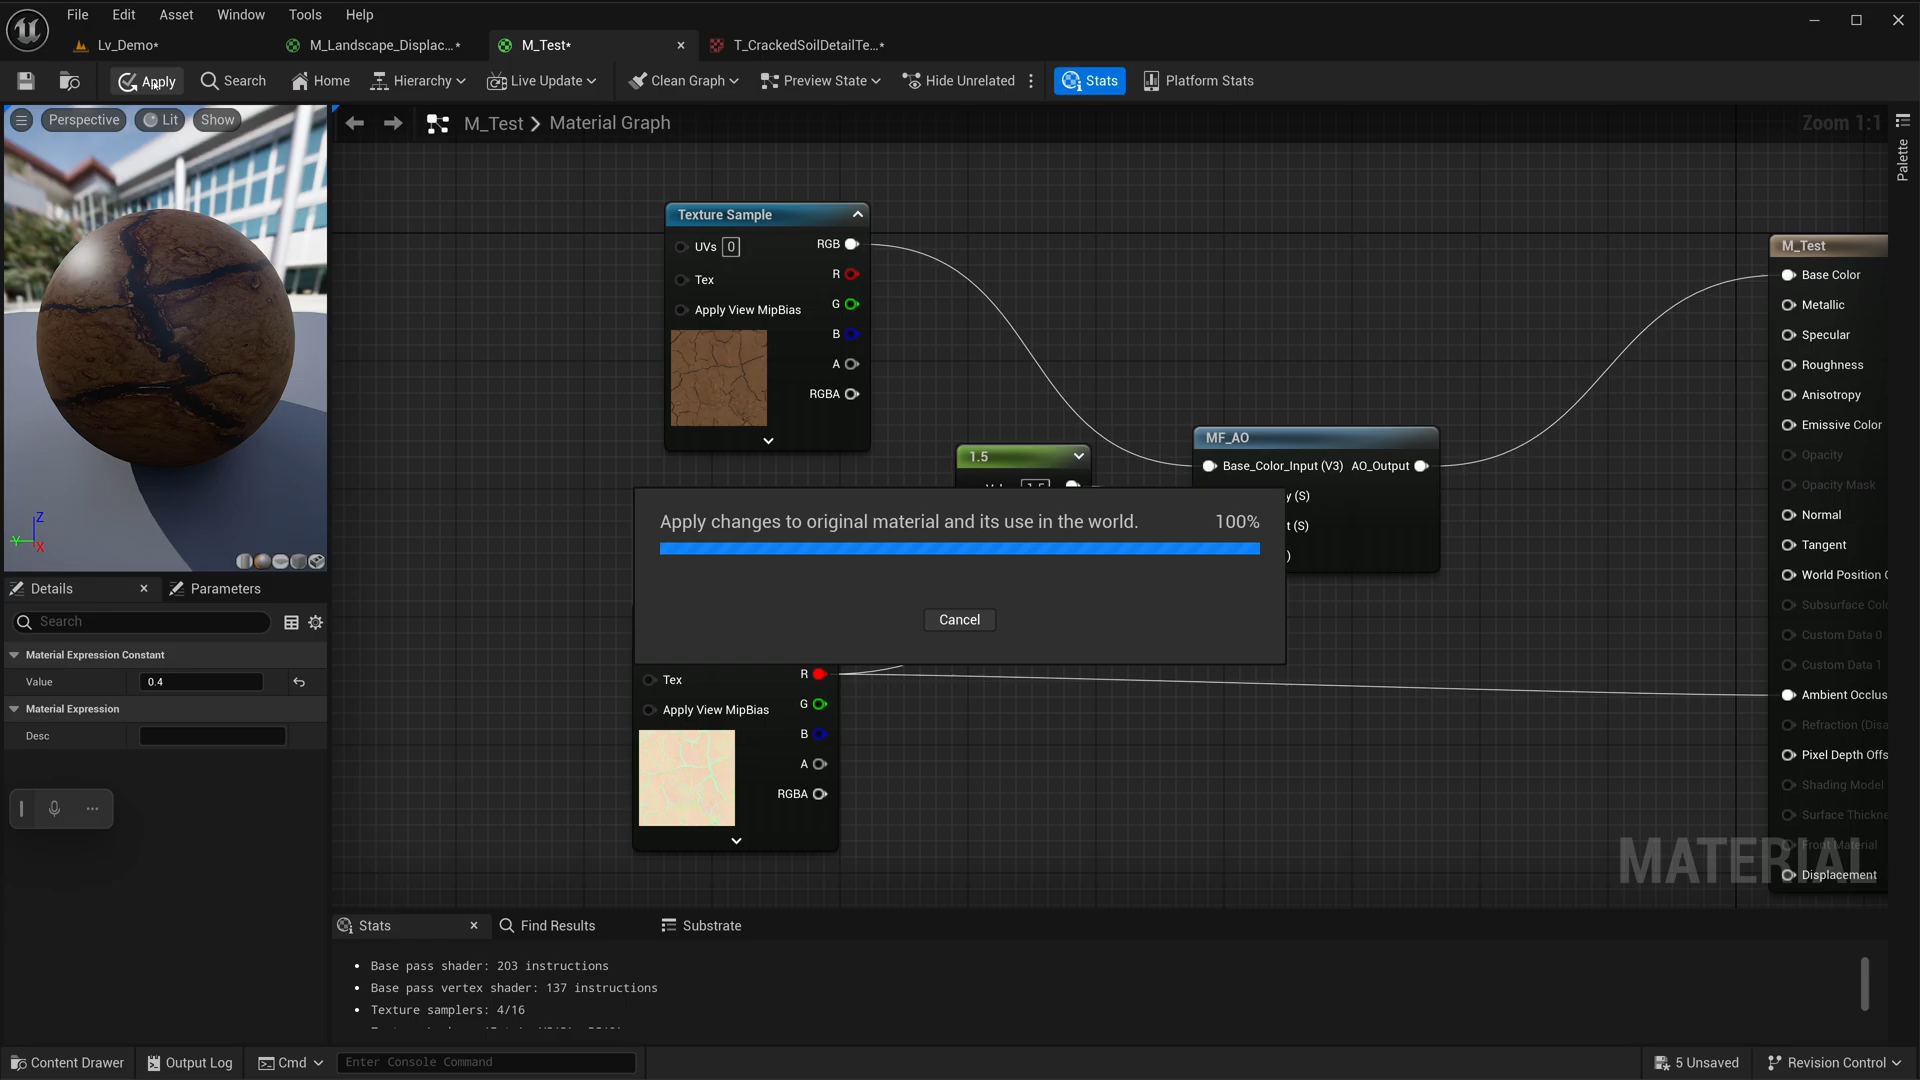 File Edit Asset Window Tools Help
Lv_Demo* M_Landscape_Displac...* M_Test* T_CrackedSoilDetailTe...*
Apply Search Home Hierarchy Live Update Clean Graph Preview State Hide Unrelated Stats Platform Stats
Perspective Lit Show
M_Test > Material Graph
Zoom 1:1
Palette
Texture Sample
UVs 0 RGB
R
Tex
G
Apply View MipBias
B
A
RGBA
M_Test
Base Color
Metallic
Specular
Roughness
Anisotropy
Emissive Color
Opacity
Opacity Mask
Normal
Tangent
World Position O
Subsurface Colo
Custom Data 0
Custom Data 1
Ambient Occlus
Refraction (Disa
Pixel Depth Offs
Shading Model
Surface Thickne
Front Material
Displacement
1.5
MF_AO
Base_Color_Input (V3) AO_Output
y (S)
t (S)
)
Apply changes to original material and its use in the world. 100%
Cancel
Z
Y
X
Details Parameters
Search
Material Expression Constant
Value 0.4
Material Expression
Desc
R
Tex
G
Apply View MipBias
B
A
RGBA
MATERIAL
Stats Find Results Substrate
• Base pass shader: 203 instructions
• Base pass vertex shader: 137 instructions
• Texture samplers: 4/16
Content Drawer Output Log Cmd Enter Console Command 5 Unsaved Revision Control